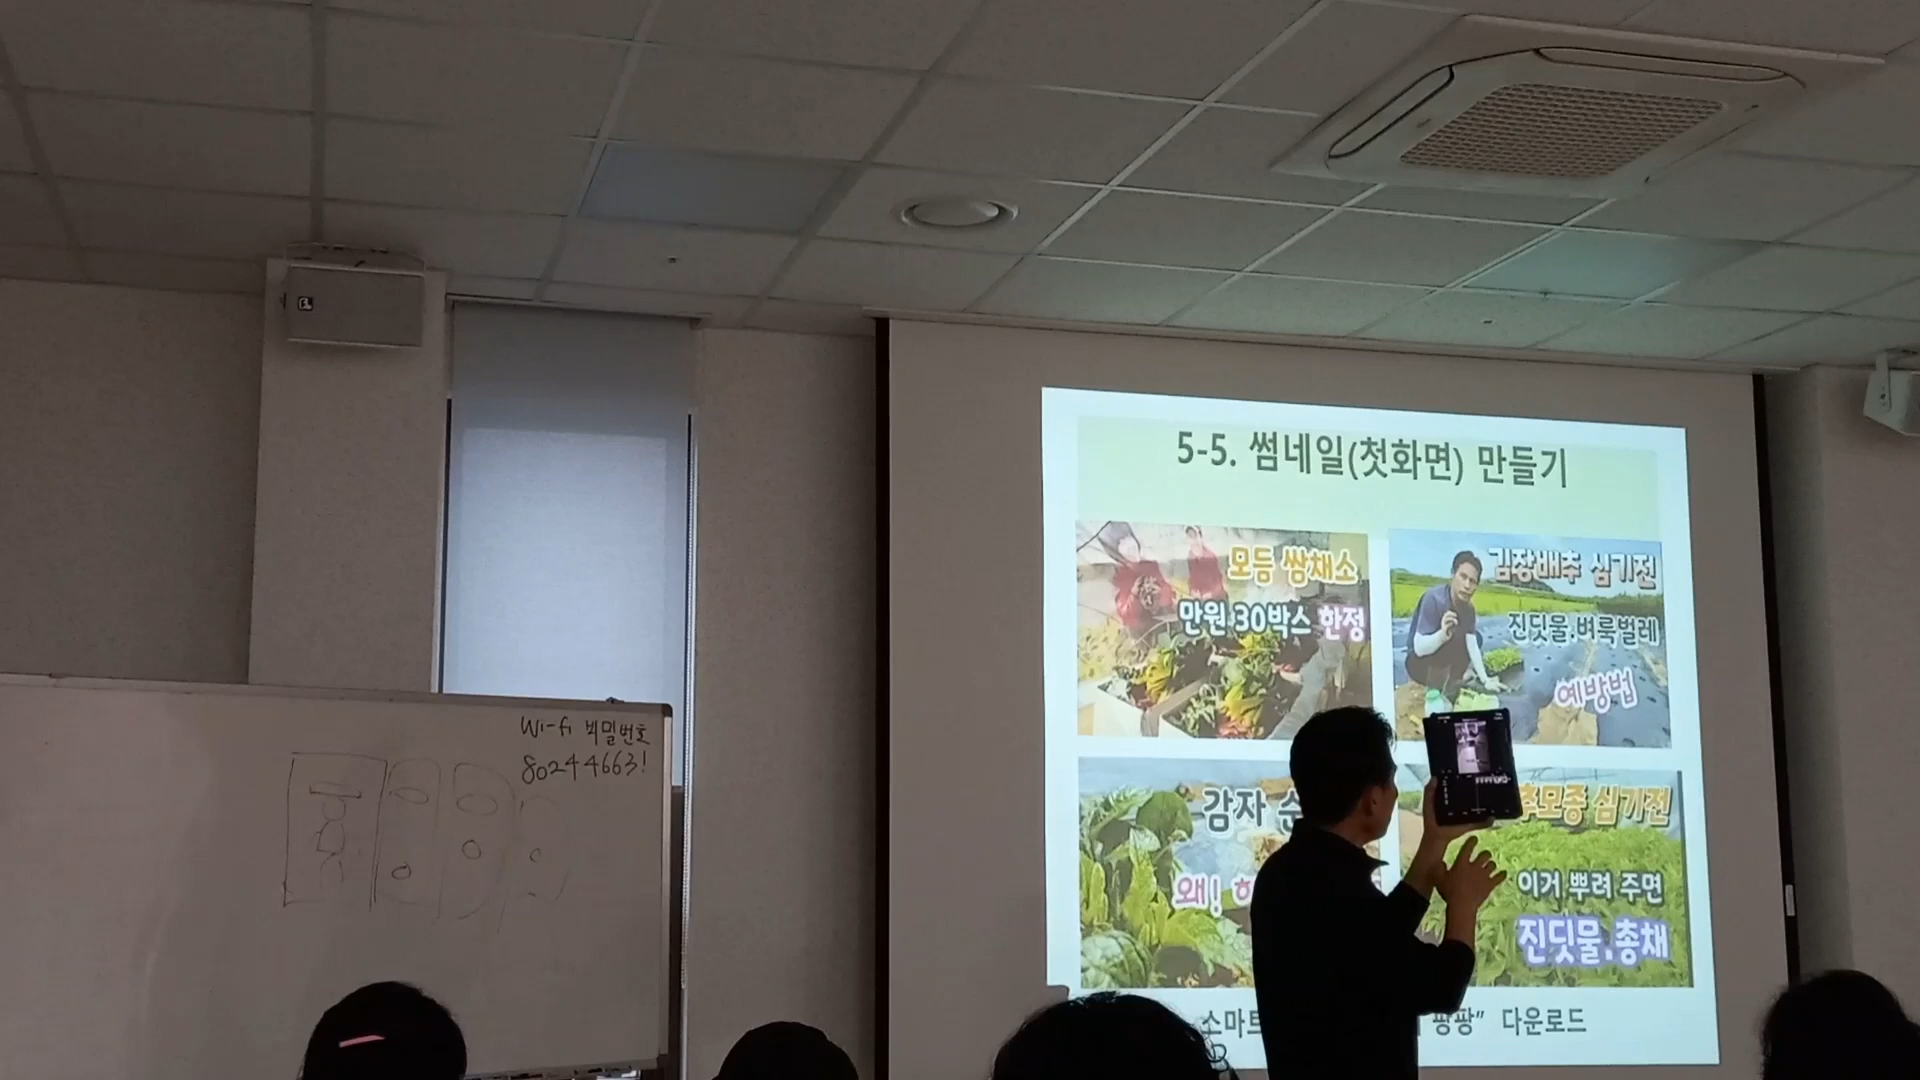 Wi-fi 비밀번호
80244663!
5-5. 썸네일(첫화면) 만들기
모듬 쌈채소
만원 30박스 한정
김장배추 심기전
진딧물.벼룩벌레
예방법
감자
왜!
추모종 심기전
이거 뿌려 주면
진딧물.총채
팡팡” 다운로드